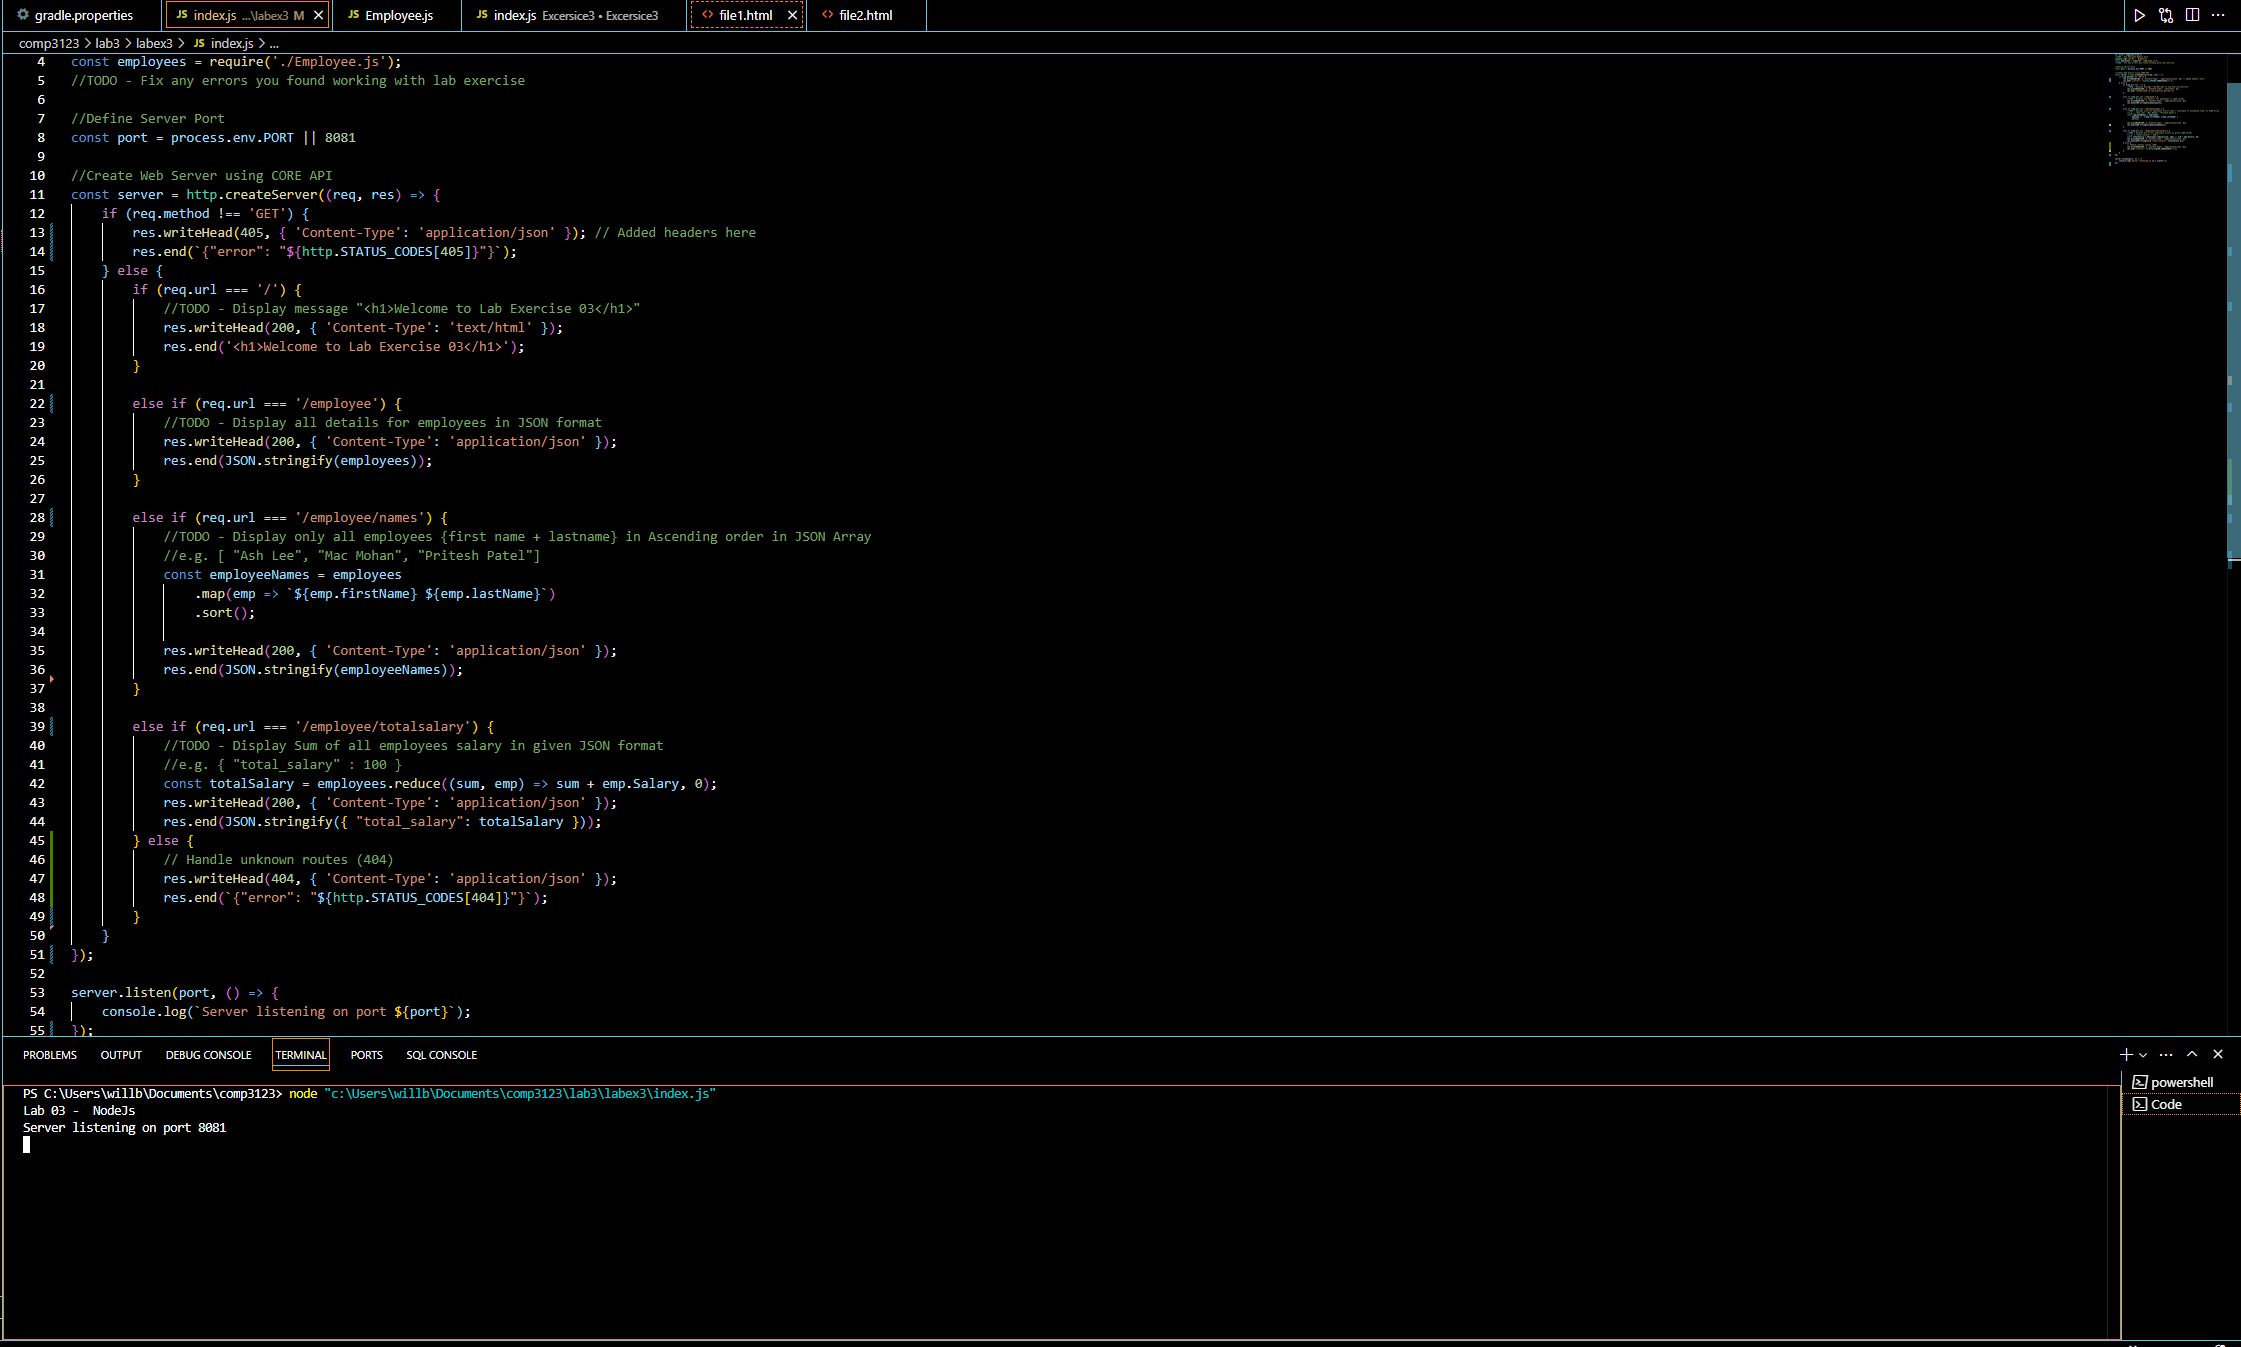 gradle.properties
JS index.js ...\labex3 M
JS Employee.js
JS index.js Excersice3 • Excersice3
<> file1.html
<> file2.html
comp3123 > lab3 > labex3 > JS index.js > ...
4 const employees = require('./Employee.js');
5 //TODO - Fix any errors you found working with lab exercise
6
7 //Define Server Port
8 const port = process.env.PORT || 8081
9
10 //Create Web Server using CORE API
11 const server = http.createServer((req, res) => {
12     if (req.method !== 'GET') {
13         res.writeHead(405, { 'Content-Type': 'application/json' }); // Added headers here
14         res.end(`{"error": "${http.STATUS_CODES[405]}"}`);
15     } else {
16         if (req.url === '/') {
17             //TODO - Display message "<h1>Welcome to Lab Exercise 03</h1>"
18             res.writeHead(200, { 'Content-Type': 'text/html' });
19             res.end('<h1>Welcome to Lab Exercise 03</h1>');
20         }
21
22         else if (req.url === '/employee') {
23             //TODO - Display all details for employees in JSON format
24             res.writeHead(200, { 'Content-Type': 'application/json' });
25             res.end(JSON.stringify(employees));
26         }
27
28         else if (req.url === '/employee/names') {
29             //TODO - Display only all employees {first name + lastname} in Ascending order in JSON Array
30             //e.g. [ "Ash Lee", "Mac Mohan", "Pritesh Patel"]
31             const employeeNames = employees
32                 .map(emp => `${emp.firstName} ${emp.lastName}`)
33                 .sort();
34
35             res.writeHead(200, { 'Content-Type': 'application/json' });
36             res.end(JSON.stringify(employeeNames));
37         }
38
39         else if (req.url === '/employee/totalsalary') {
40             //TODO - Display Sum of all employees salary in given JSON format
41             //e.g. { "total_salary" : 100 }
42             const totalSalary = employees.reduce((sum, emp) => sum + emp.Salary, 0);
43             res.writeHead(200, { 'Content-Type': 'application/json' });
44             res.end(JSON.stringify({ "total_salary": totalSalary }));
45         } else {
46             // Handle unknown routes (404)
47             res.writeHead(404, { 'Content-Type': 'application/json' });
48             res.end(`{"error": "${http.STATUS_CODES[404]}"}`);
49         }
50     }
51 });
52
53 server.listen(port, () => {
54     console.log(`Server listening on port ${port}`);
55 });
PROBLEMS OUTPUT DEBUG CONSOLE TERMINAL PORTS SQL CONSOLE
PS C:\Users\willb\Documents\comp3123> node "c:\Users\willb\Documents\comp3123\lab3\labex3\index.js"
Lab 03 -  NodeJs
Server listening on port 8081
powershell
Code